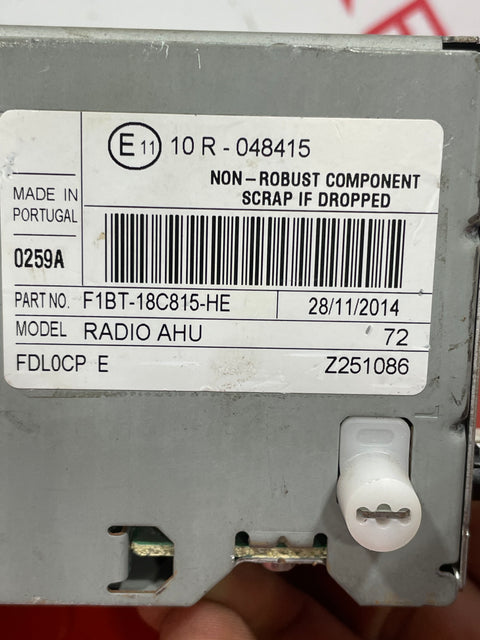 E11 10 R - 048415
NON-ROBUST COMPONENT
SCRAP IF DROPPED
MADE IN
PORTUGAL
0259A
PART NO. F1BT-18C815-HE 28/11/2014
MODEL RADIO AHU 72
FDL0CP E Z251086